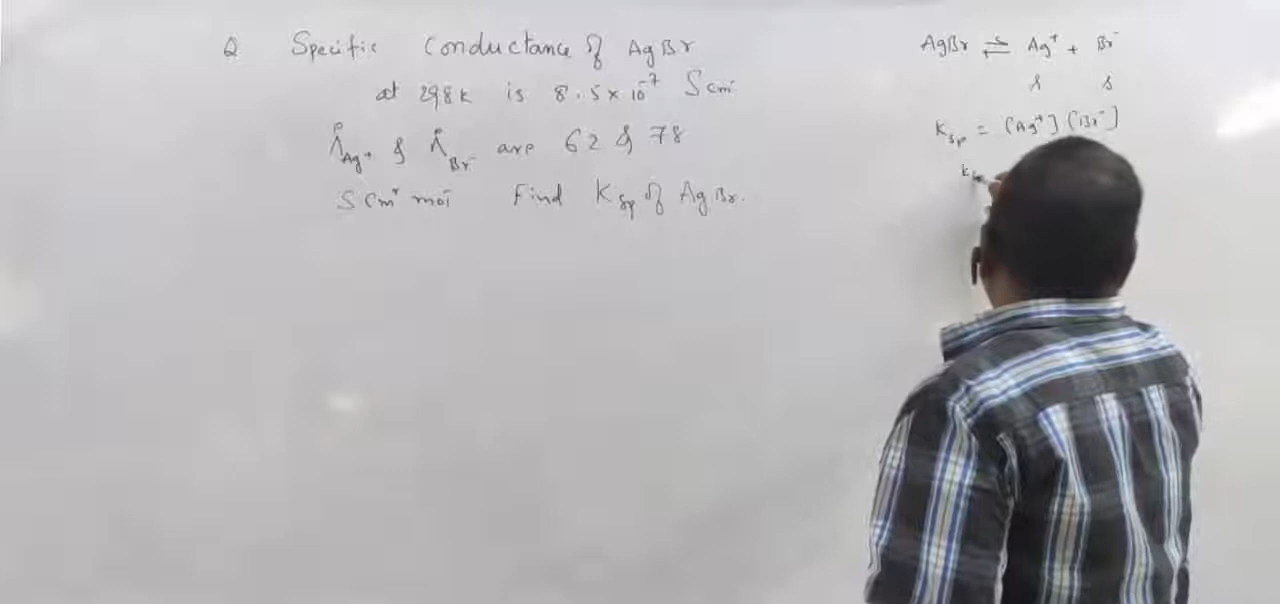 Q Specific Conductance of AgBr
at 298K is 8.5 × 10⁻⁷ S cm⁻¹
Λ°Ag⁺ & Λ°Br⁻ are 62 & 78
S cm² mol⁻¹ Find Ksp of AgBr.
AgBr ⇌ Ag⁺ + Br⁻
s s
Ksp = [Ag⁺] [Br⁻]